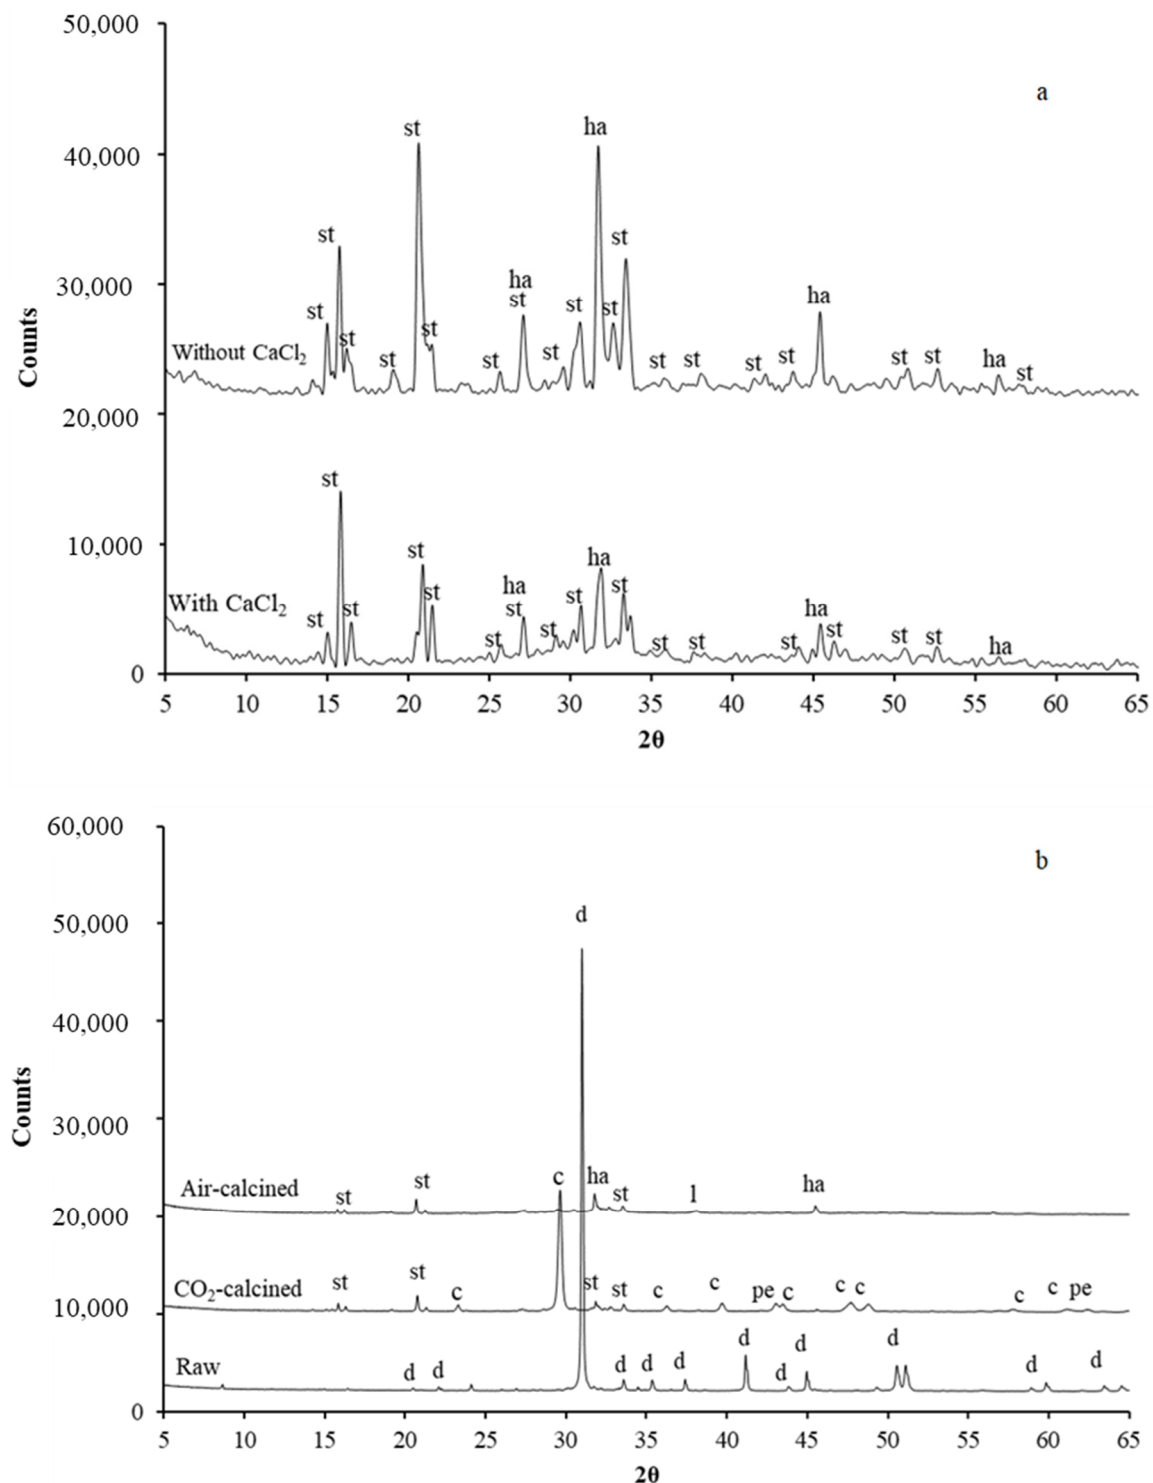 50,000
a
st
ha
40,000
st
st
30,000
ha
st
st
st
st
ha
st
st
st
st
st
st
st
st
st
st
st
ha
st
Without CaCl2
20,000
st
10,000
st
ha
ha
st
st
st
st
With CaCl2
st
st
st
st
st
st
ha
st
st
st
st
st
ha
0
5 10 15 20 25 30 35 40 45 50 55 60 65
2θ
Counts
60,000
b
50,000
d
40,000
30,000
Air-calcined
st
st
c
ha
st
l
ha
20,000
CO2-calcined
st
st
c
st
st
c
c
pe
c
c
c
c
c
pe
10,000
Raw
d
d
d
d
d
d
d
d
d
d
d
0
5 10 15 20 25 30 35 40 45 50 55 60 65
2θ
Counts